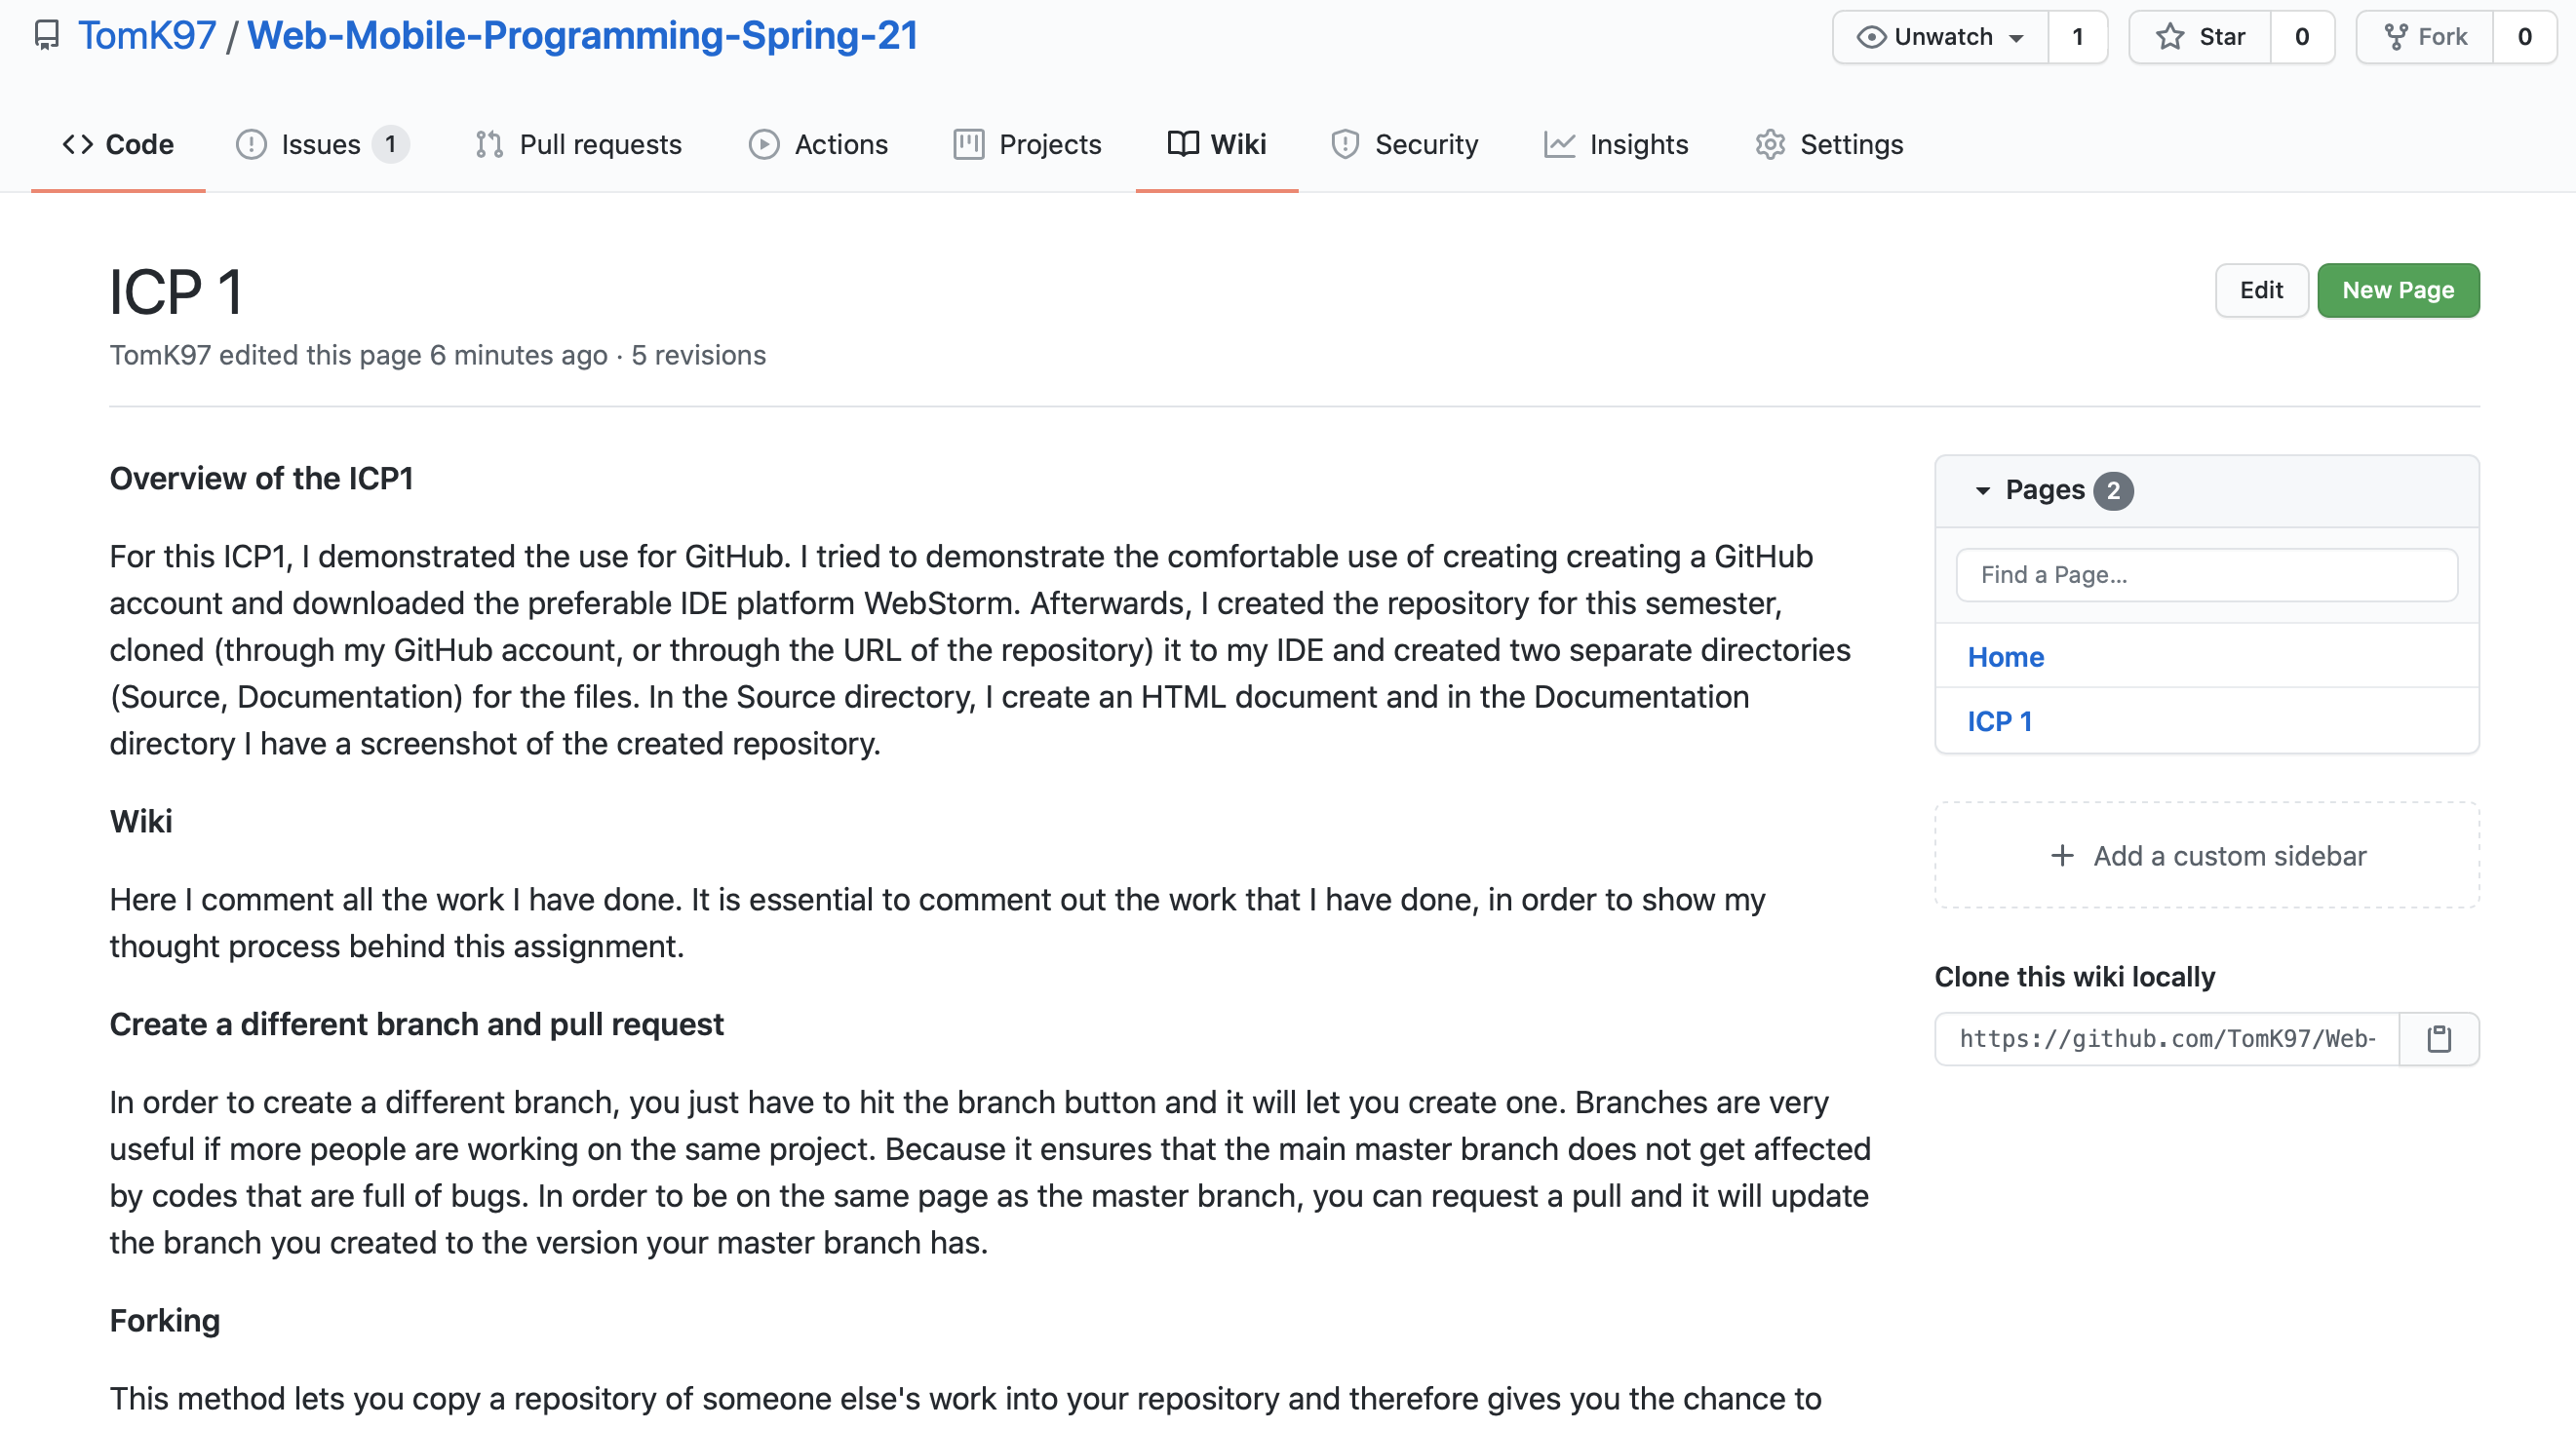 TomK97 / Web-Mobile-Programming-Spring-21
Unwatch 1
Star 0
Fork 0
Code
Issues 1
Pull requests
Actions
Projects
Wiki
Security
Insights
Settings
ICP 1
Edit
New Page
TomK97 edited this page 6 minutes ago · 5 revisions
Overview of the ICP1
For this ICP1, I demonstrated the use for GitHub. I tried to demonstrate the comfortable use of creating creating a GitHub
account and downloaded the preferable IDE platform WebStorm. Afterwards, I created the repository for this semester,
cloned (through my GitHub account, or through the URL of the repository) it to my IDE and created two separate directories
(Source, Documentation) for the files. In the Source directory, I create an HTML document and in the Documentation
directory I have a screenshot of the created repository.
Wiki
Here I comment all the work I have done. It is essential to comment out the work that I have done, in order to show my
thought process behind this assignment.
Create a different branch and pull request
In order to create a different branch, you just have to hit the branch button and it will let you create one. Branches are very
useful if more people are working on the same project. Because it ensures that the main master branch does not get affected
by codes that are full of bugs. In order to be on the same page as the master branch, you can request a pull and it will update
the branch you created to the version your master branch has.
Forking
This method lets you copy a repository of someone else's work into your repository and therefore gives you the chance to
Pages 2
Find a Page...
Home
ICP 1
+ Add a custom sidebar
Clone this wiki locally
https://github.com/TomK97/Web-